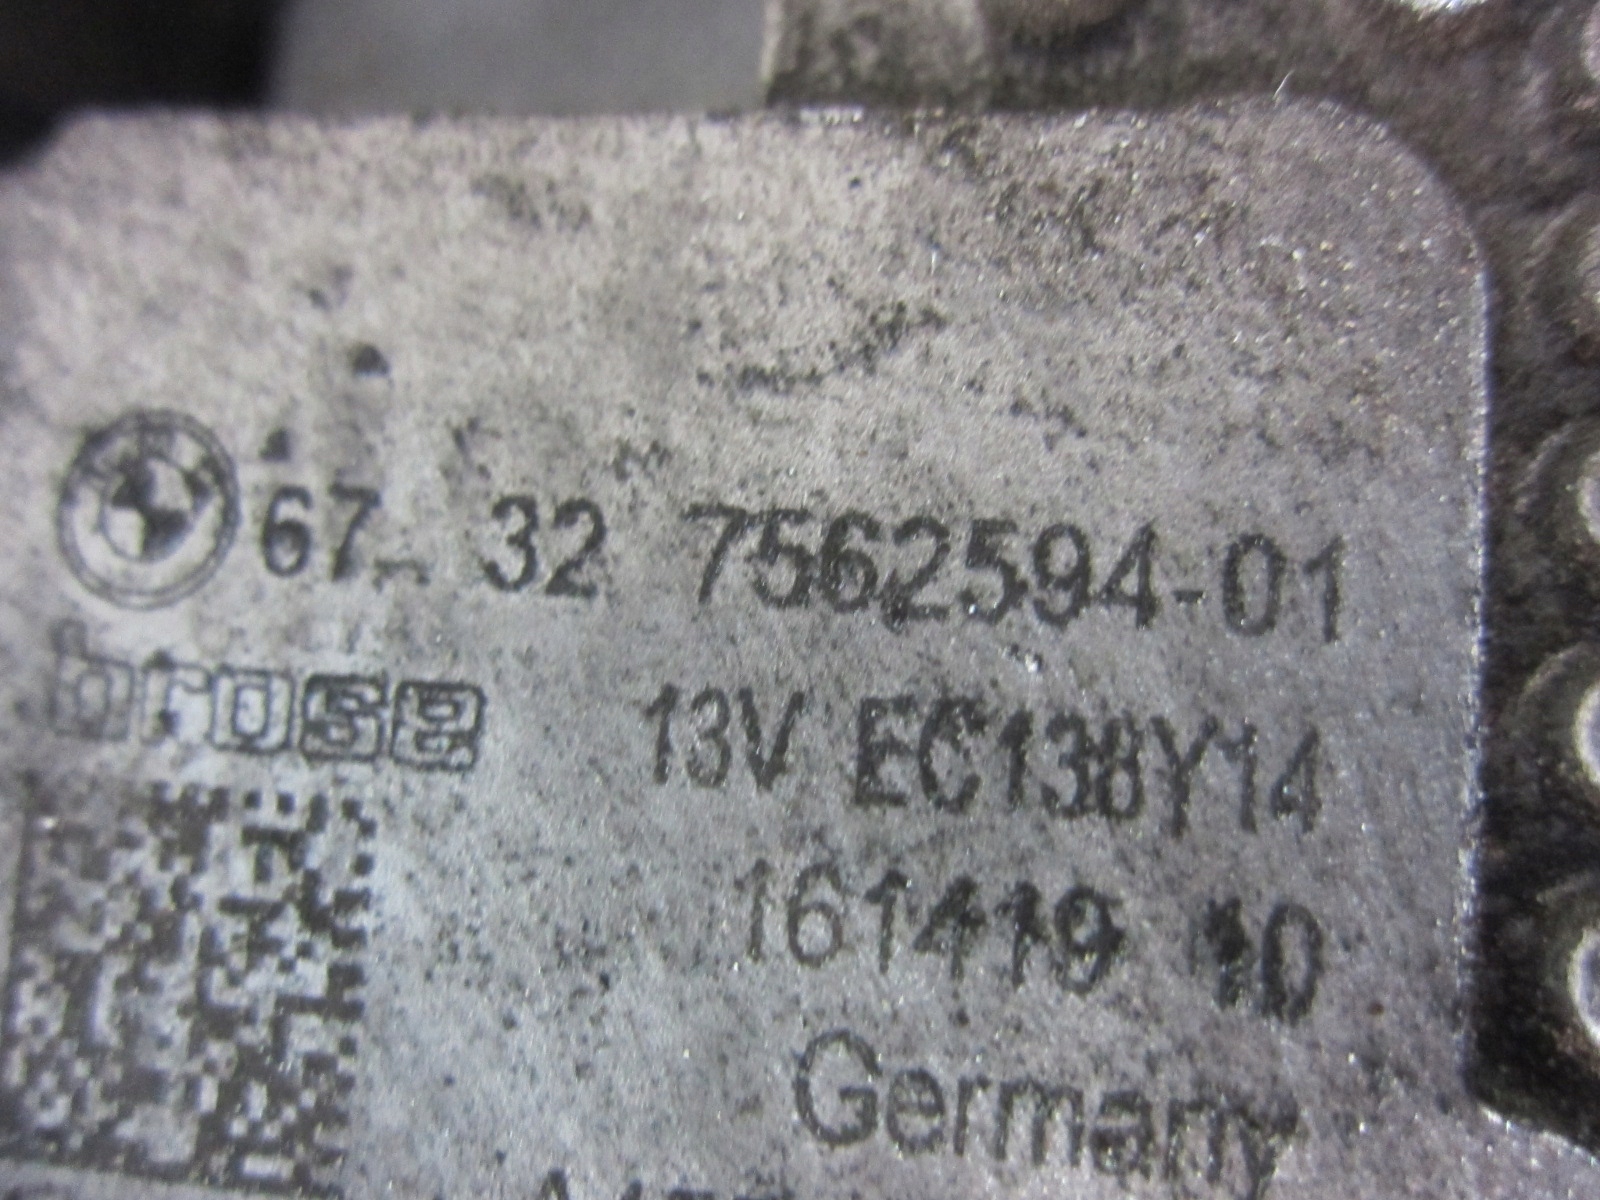 67 32 7562594-01
brose 13V EC138Y14
161419 10
Germany